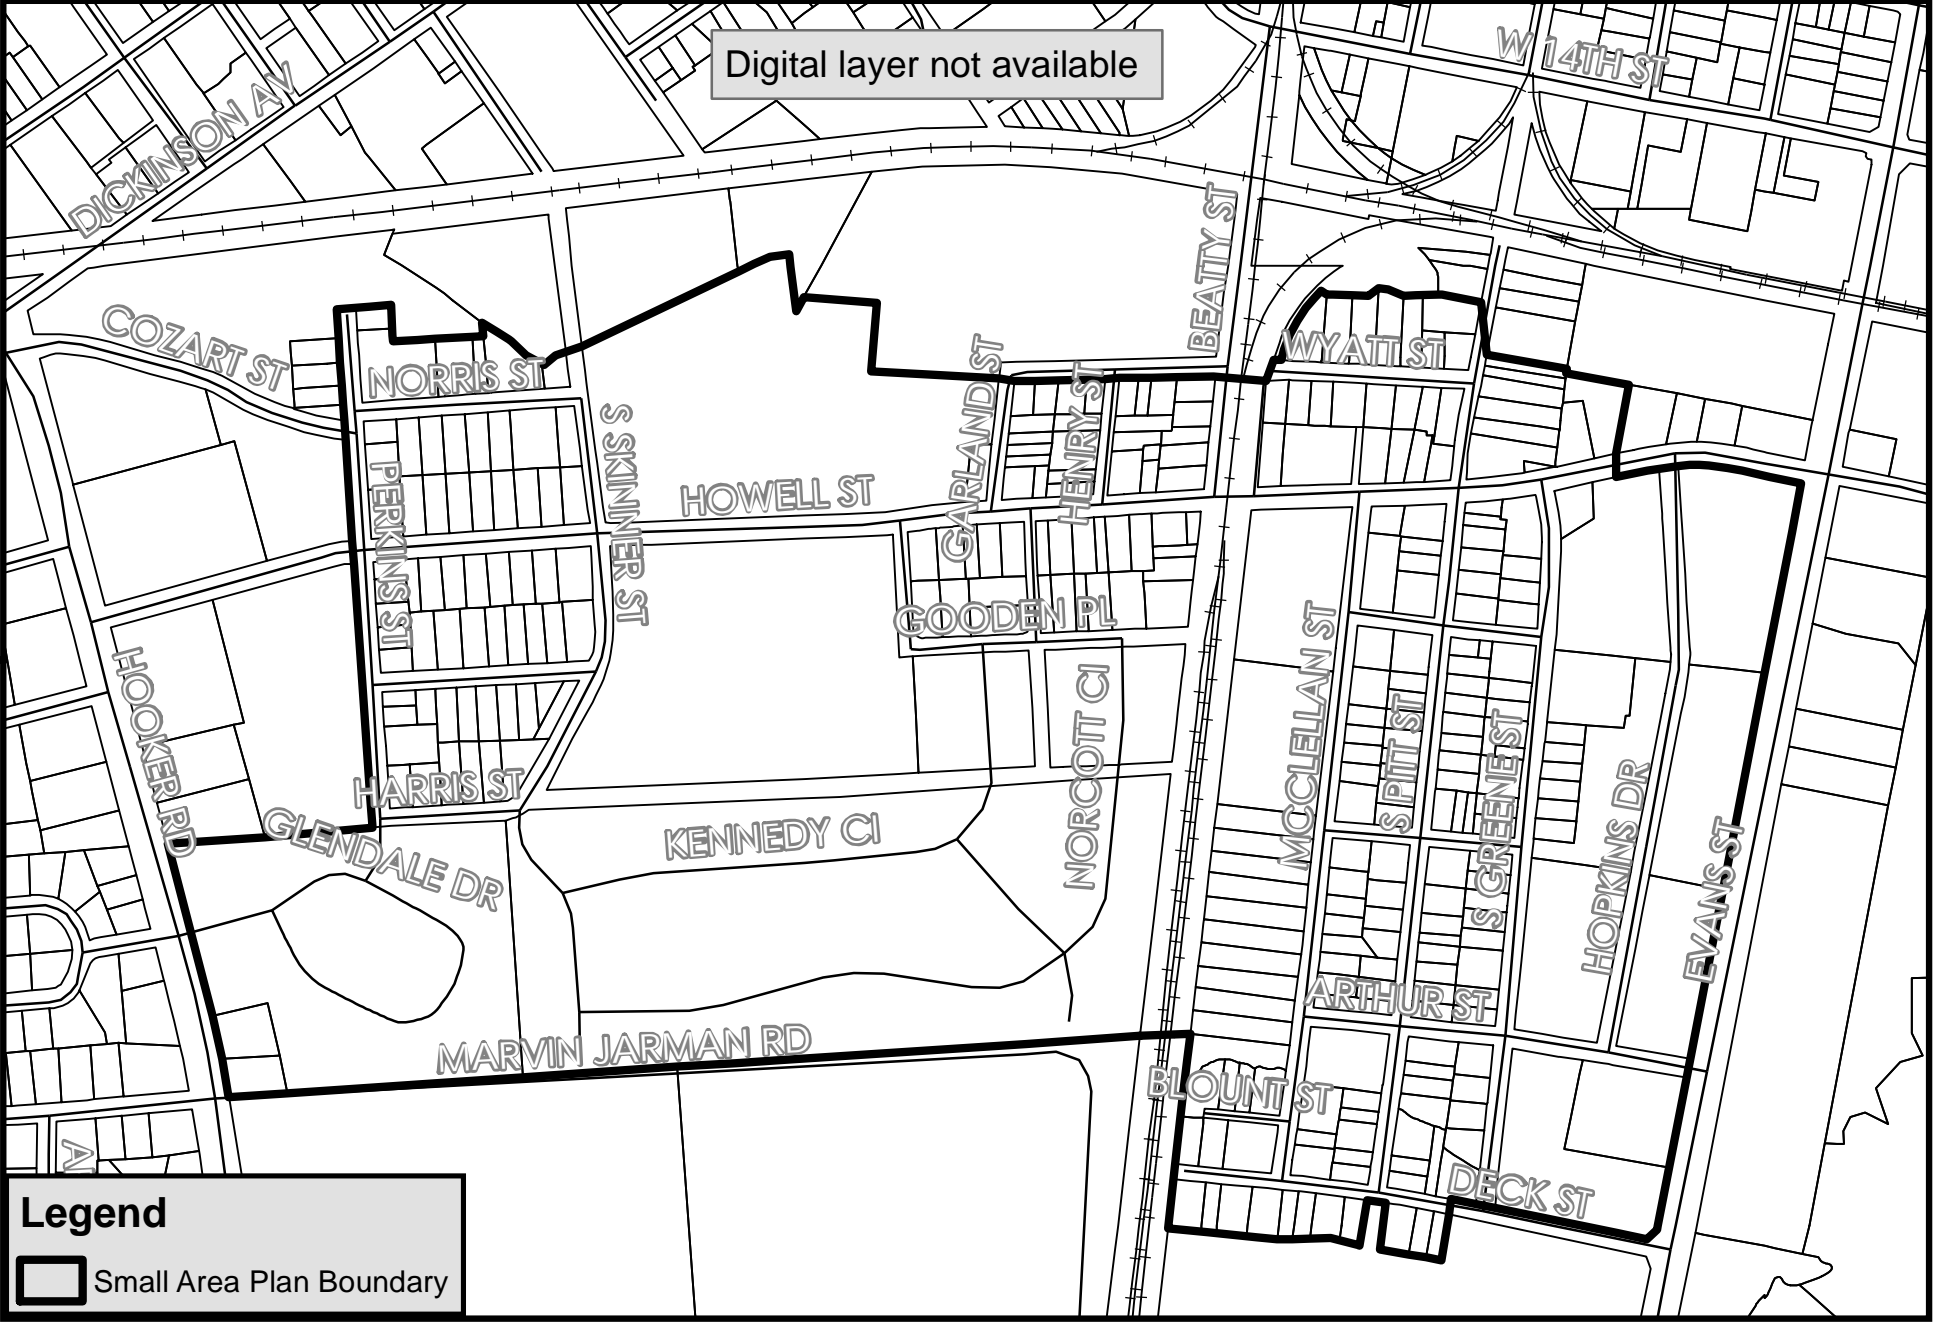 Digital layer not available
W 14TH ST
DICKINSON AV
BEATTY ST
COZART ST
NORRIS ST
WYATT ST
GARLAND ST
HENRY ST
S SKINNER ST
PERKINS ST
HOWELL ST
GOODEN PL
HOOKER RD
MCCLELLAN ST
S PITT ST
S GREENE ST
NORCOTT CI
HARRIS ST
GLENDALE DR
KENNEDY CI
HOPKINS DR
EVANS ST
ARTHUR ST
MARVIN JARMAN RD
BLOUNT ST
DECK ST
Legend
Small Area Plan Boundary